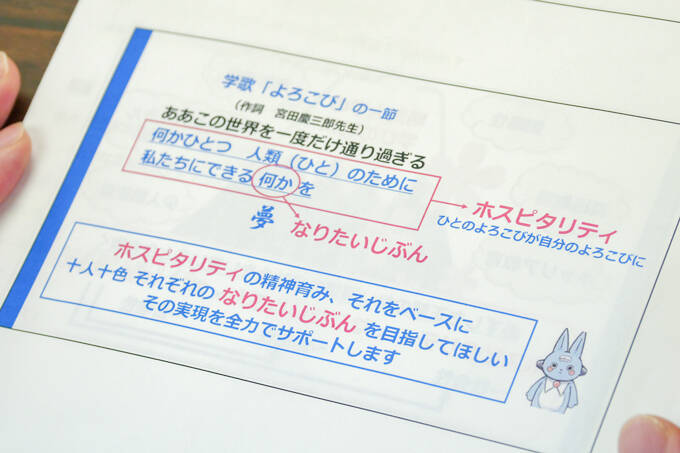 学歌「よろこび」の一節
（作詞 宮田慶三郎先生）
ああこの世界を一度だけ通り過ぎる
何かひとつ 人類（ひと）のために
私たちにできる何かを
夢 なりたいじぶん
ホスピタリティ
ひとのよろこびが自分のよろこびに
ホスピタリティの精神育み、それをベースに
十人十色 それぞれの なりたいじぶん を目指してほしい
その実現を全力でサポートします